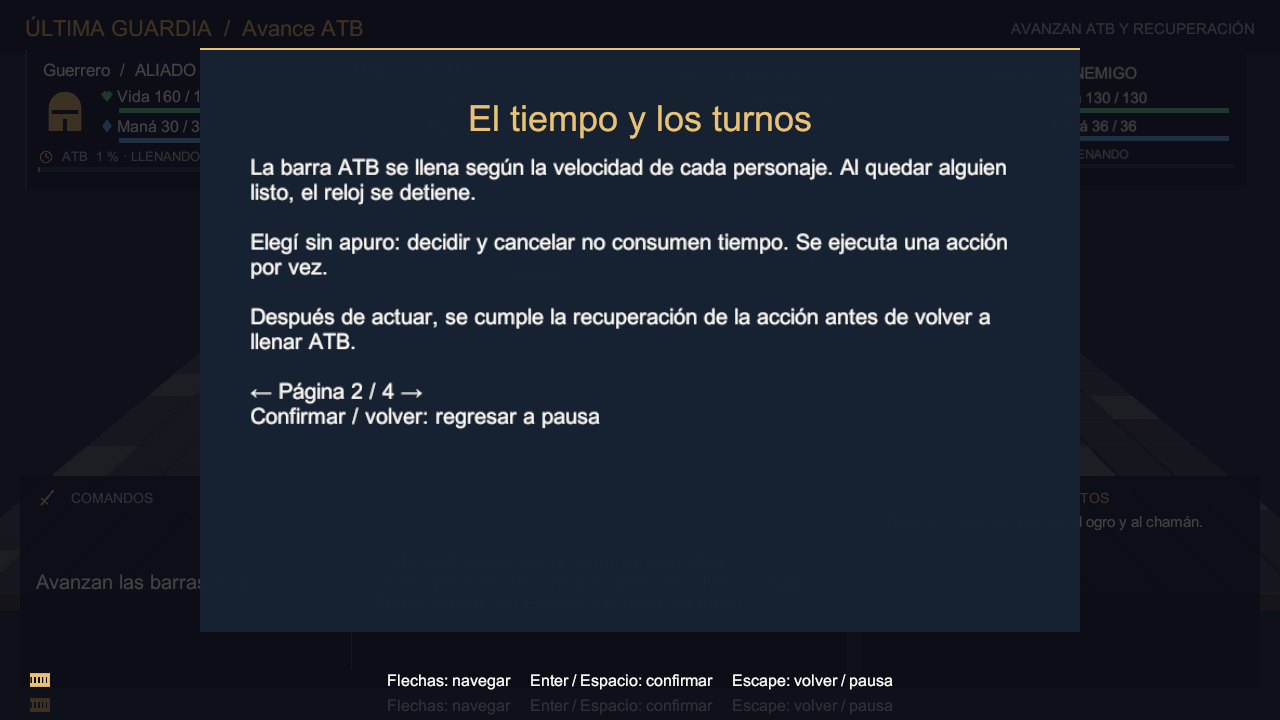 ÚLTIMA GUARDIA / Avance ATB
AVANZAN ATB Y RECUPERACIÓN
Guerrero / ALIADO
Vida 160 / 1
Maná 30 / 3
ATB 1 % · LLENANDO
NEMIGO
130 / 130
á 36 / 36
ENANDO
El tiempo y los turnos
La barra ATB se llena según la velocidad de cada personaje. Al quedar alguien
listo, el reloj se detiene.
Elegí sin apuro: decidir y cancelar no consumen tiempo. Se ejecuta una acción
por vez.
Después de actuar, se cumple la recuperación de la acción antes de volver a
llenar ATB.
← Página 2 / 4 →
Confirmar / volver: regresar a pausa
COMANDOS
Avanzan las barras
TOS
l ogro y al chamán.
Flechas: navegar Enter / Espacio: confirmar Escape: volver / pausa
Flechas: navegar Enter / Espacio: confirmar Escape: volver / pausa